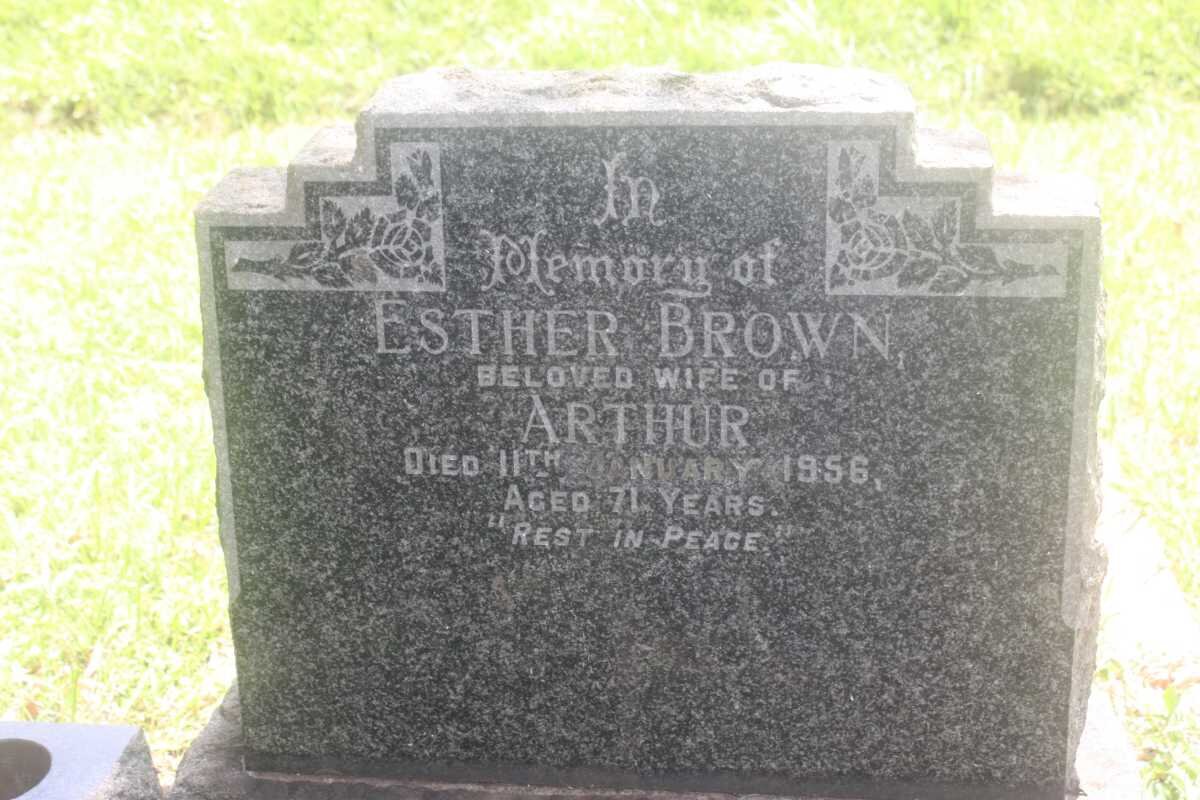 In
Memory of
ESTHER BROWN,
BELOVED WIFE OF
ARTHUR
DIED 11TH JANUARY 1956,
AGED 71 YEARS.
"REST IN PEACE."